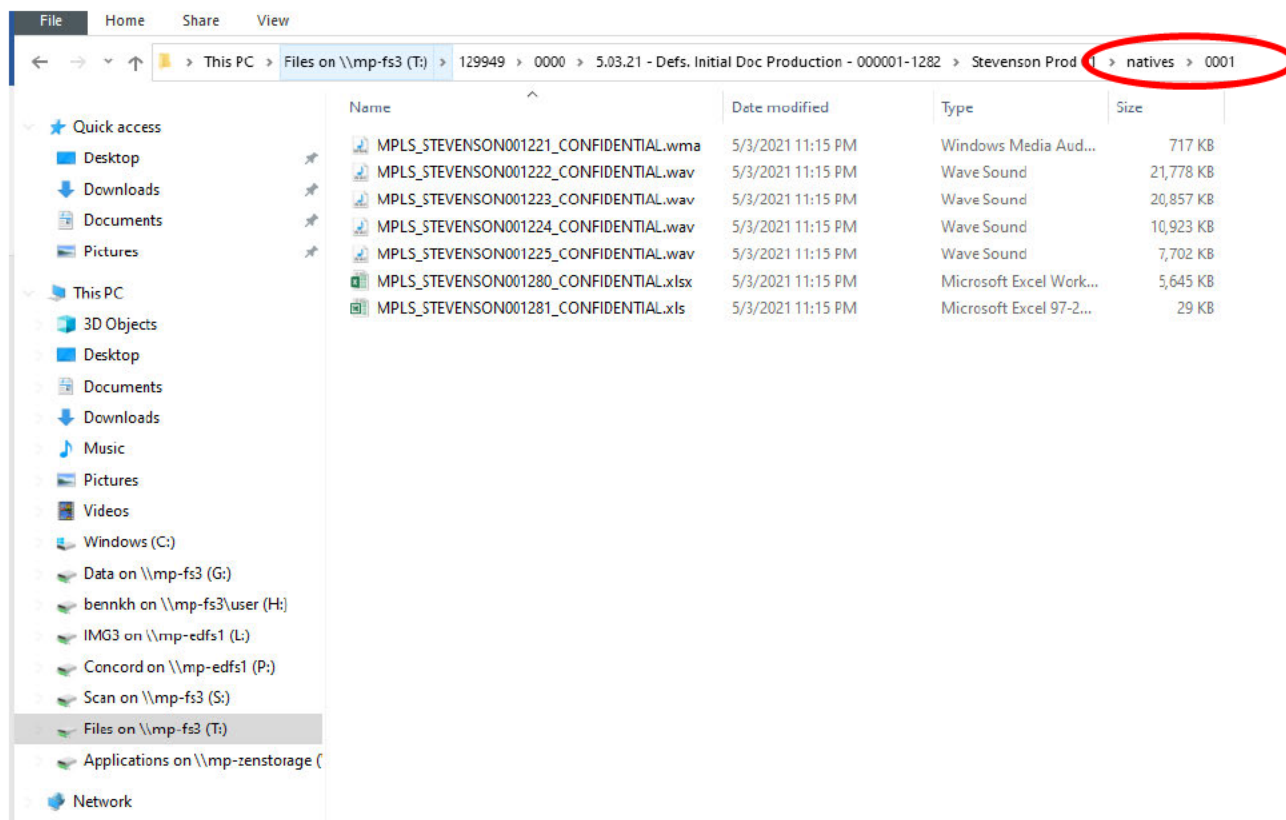 File Home Share View
This PC > Files on \\mp-fs3 (T:) > 129949 > 0000 > 5.03.21 - Defs. Initial Doc Production - 000001-1282 > Stevenson Prod 1 > natives > 0001
Name Date modified Type Size
Quick access
Desktop
Downloads
Documents
Pictures
This PC
3D Objects
Desktop
Documents
Downloads
Music
Pictures
Videos
Windows (C:)
Data on \\mp-fs3 (G:)
bennkh on \\mp-fs3\user (H:)
IMG3 on \\mp-edfs1 (L:)
Concord on \\mp-edfs1 (P:)
Scan on \\mp-fs3 (S:)
Files on \\mp-fs3 (T:)
Applications on \\mp-zenstorage (
Network
MPLS_STEVENSON001221_CONFIDENTIAL.wma 5/3/2021 11:15 PM Windows Media Aud... 717 KB
MPLS_STEVENSON001222_CONFIDENTIAL.wav 5/3/2021 11:15 PM Wave Sound 21,778 KB
MPLS_STEVENSON001223_CONFIDENTIAL.wav 5/3/2021 11:15 PM Wave Sound 20,857 KB
MPLS_STEVENSON001224_CONFIDENTIAL.wav 5/3/2021 11:15 PM Wave Sound 10,923 KB
MPLS_STEVENSON001225_CONFIDENTIAL.wav 5/3/2021 11:15 PM Wave Sound 7,702 KB
MPLS_STEVENSON001280_CONFIDENTIAL.xlsx 5/3/2021 11:15 PM Microsoft Excel Work... 5,645 KB
MPLS_STEVENSON001281_CONFIDENTIAL.xls 5/3/2021 11:15 PM Microsoft Excel 97-2... 29 KB